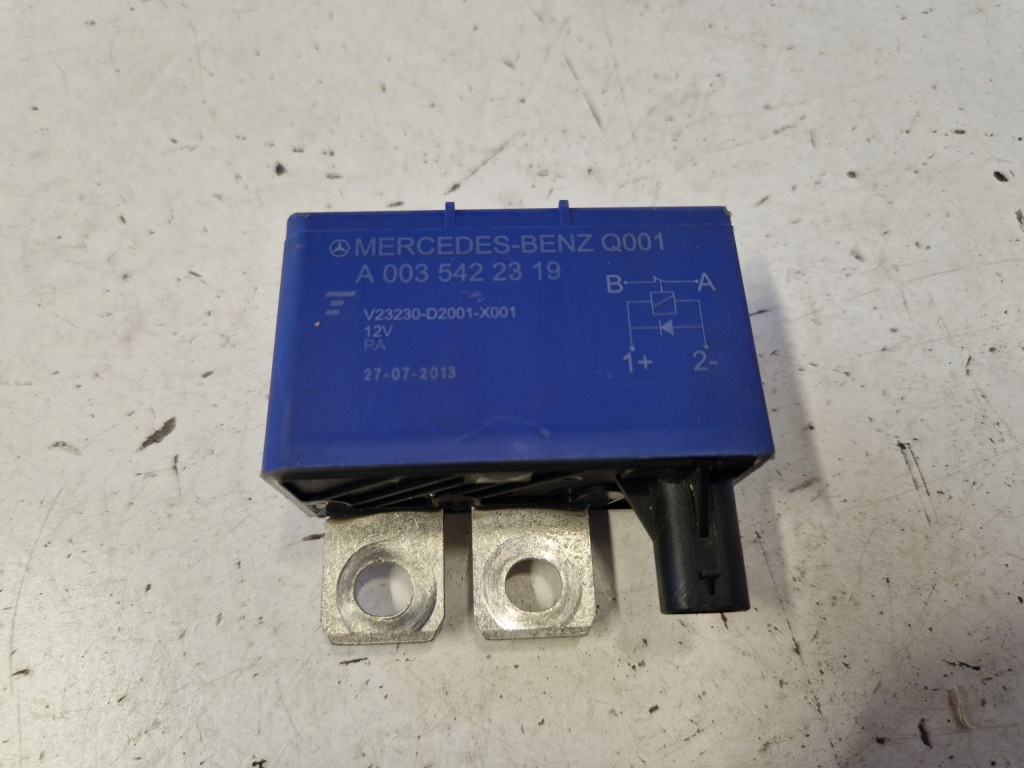 MERCEDES-BENZ Q001
A 003 542 23 19
B A
V23230-D2001-X001
12V
PA
1+ 2-
27-07-2013
T